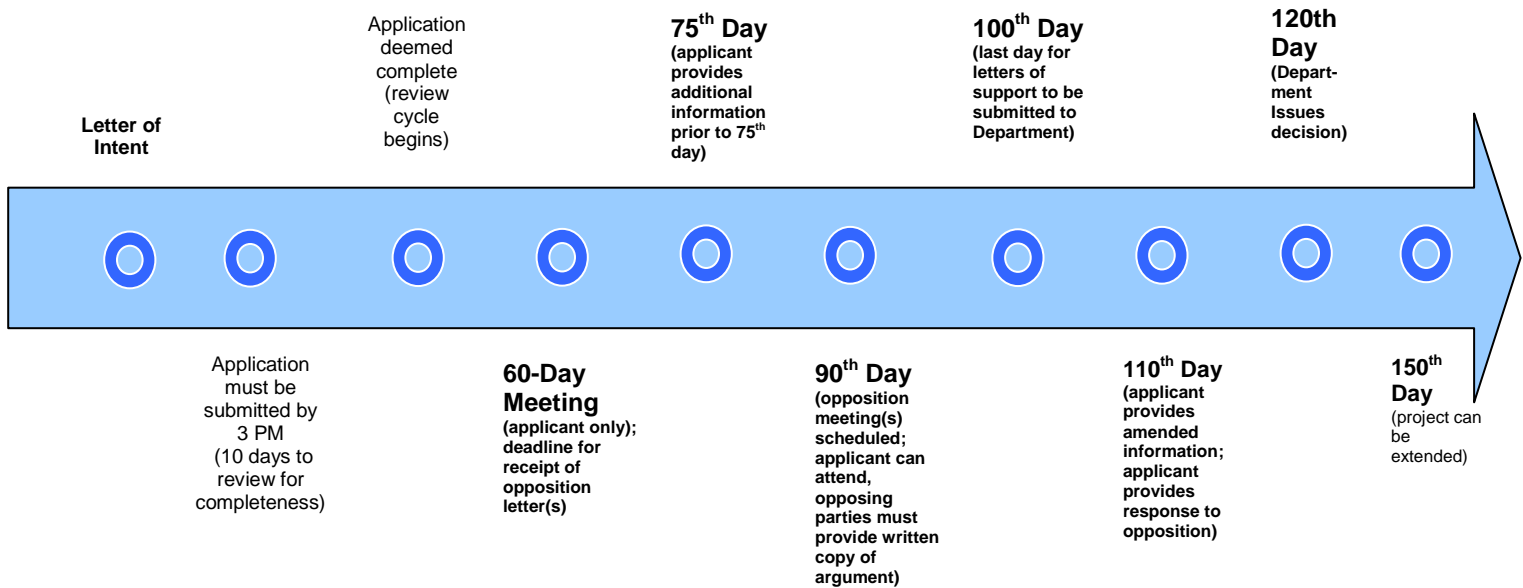 Letter of
Intent
Application
must be
submitted by
3 PM
(10 days to
review for
completeness)
Application
deemed
complete
(review
cycle
begins)
60-Day
Meeting
(applicant only);
deadline for
receipt of
opposition
letter(s)
75th Day
(applicant
provides
additional
information
prior to 75th
day)
90th Day
(opposition
meeting(s)
scheduled;
applicant can
attend,
opposing
parties must
provide written
copy of
argument)
100th Day
(last day for
letters of
support to be
submitted to
Department)
110th Day
(applicant
provides
amended
information;
applicant
provides
response to
opposition)
120th
Day
(Depart-
ment
Issues
decision)
150th
Day
(project can
be
extended)